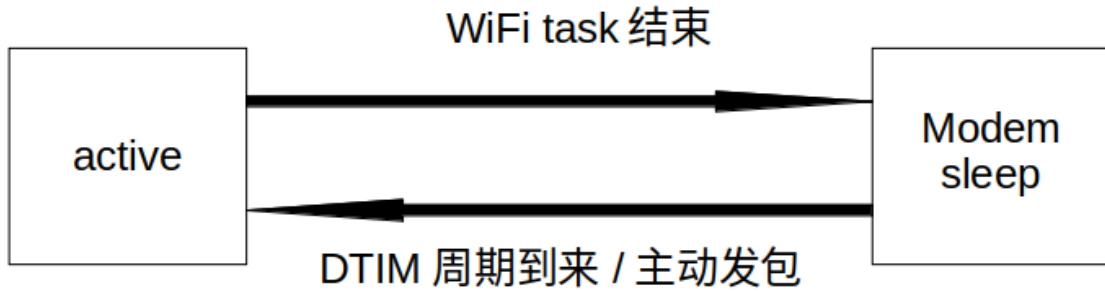 WiFi task 结束
active
Modem
sleep
DTIM 周期到来 / 主动发包